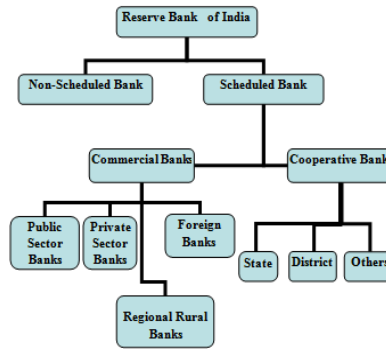 Reserve Bank of India
Non-Scheduled Bank
Scheduled Bank
Commercial Banks
Cooperative Bank
Public
Sector
Banks
Private
Sector
Banks
Foreign
Banks
State
District
Others
Regional Rural
Banks